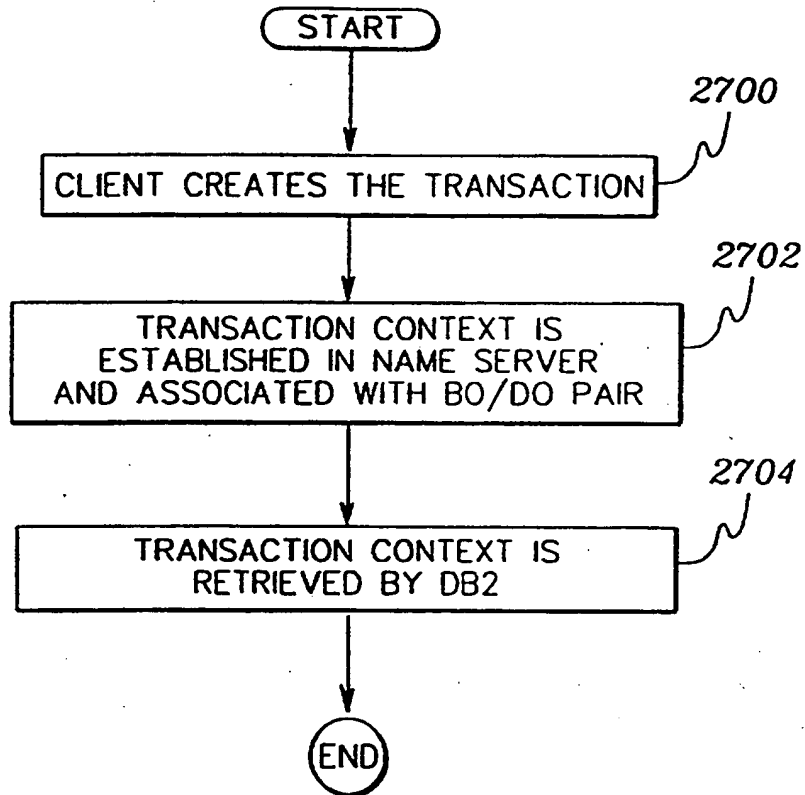 START
2700
CLIENT CREATES THE TRANSACTION
2702
TRANSACTION CONTEXT IS
ESTABLISHED IN NAME SERVER
AND ASSOCIATED WITH BO/DO PAIR
2704
TRANSACTION CONTEXT IS
RETRIEVED BY DB2
END